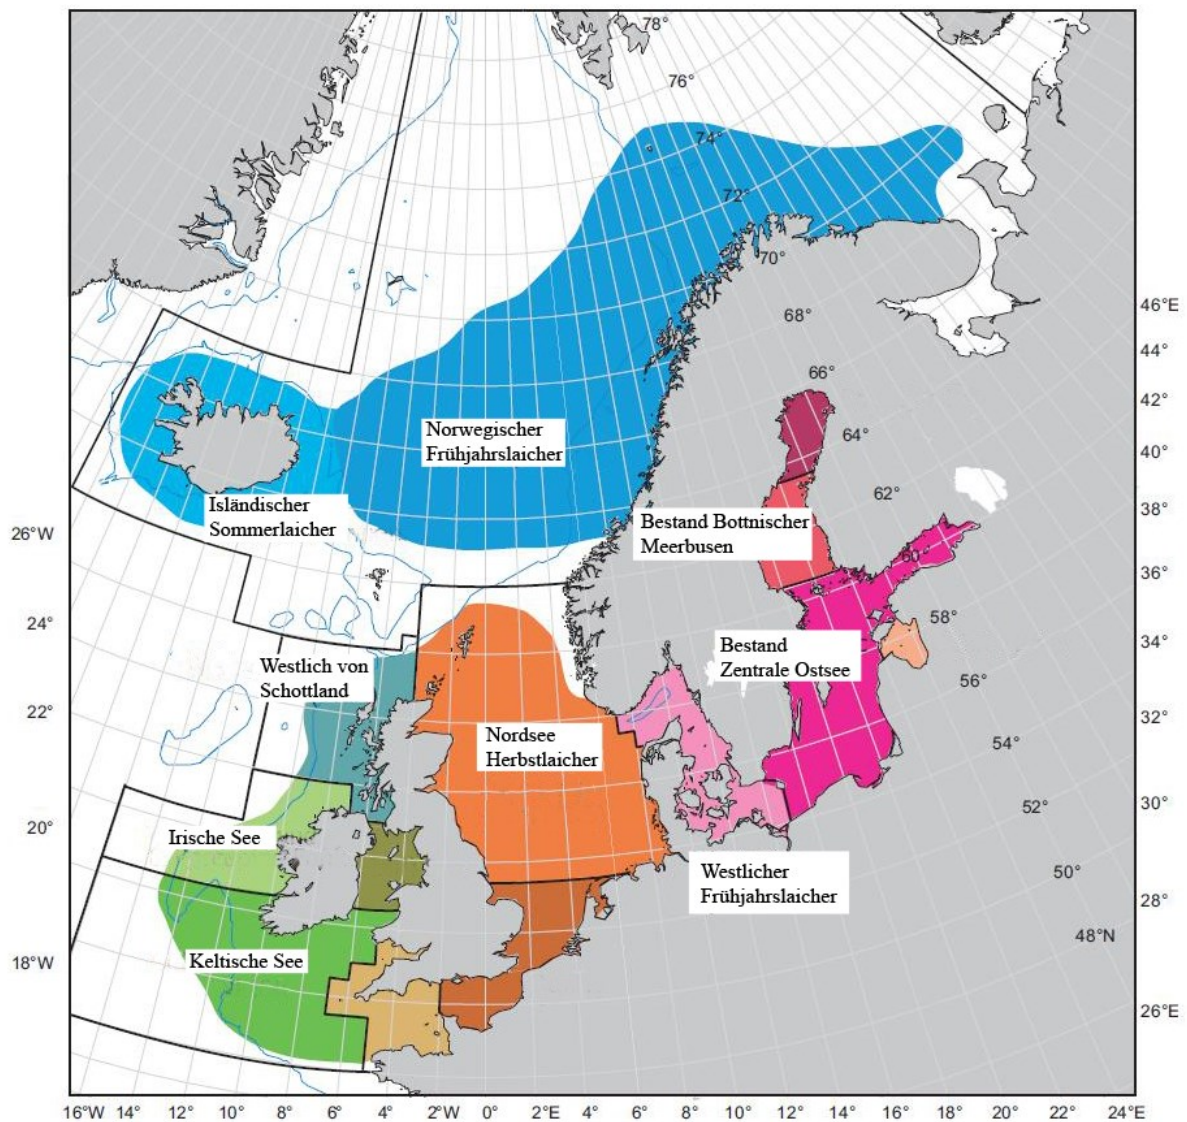 78°
76°
74°
72°
70°
68°
66°
64°
62°
60°
58°
56°
54°
52°
50°
48°N
46°E
44°
42°
40°
38°
36°
34°
32°
30°
28°
26°E
26°W
24°
22°
20°
18°W
Norwegischer
Frühjahrslaicher
Isländischer
Sommerlaicher
Bestand Bottnischer
Meerbusen
Bestand
Zentrale Ostsee
Westlich von
Schottland
Nordsee
Herbstlaicher
Irische See
Westlicher
Frühjahrslaicher
Keltische See
16°W 14° 12° 10° 8° 6° 4° 2°W 0° 2°E 4° 6° 8° 10° 12° 14° 16° 18° 20° 22° 24°E